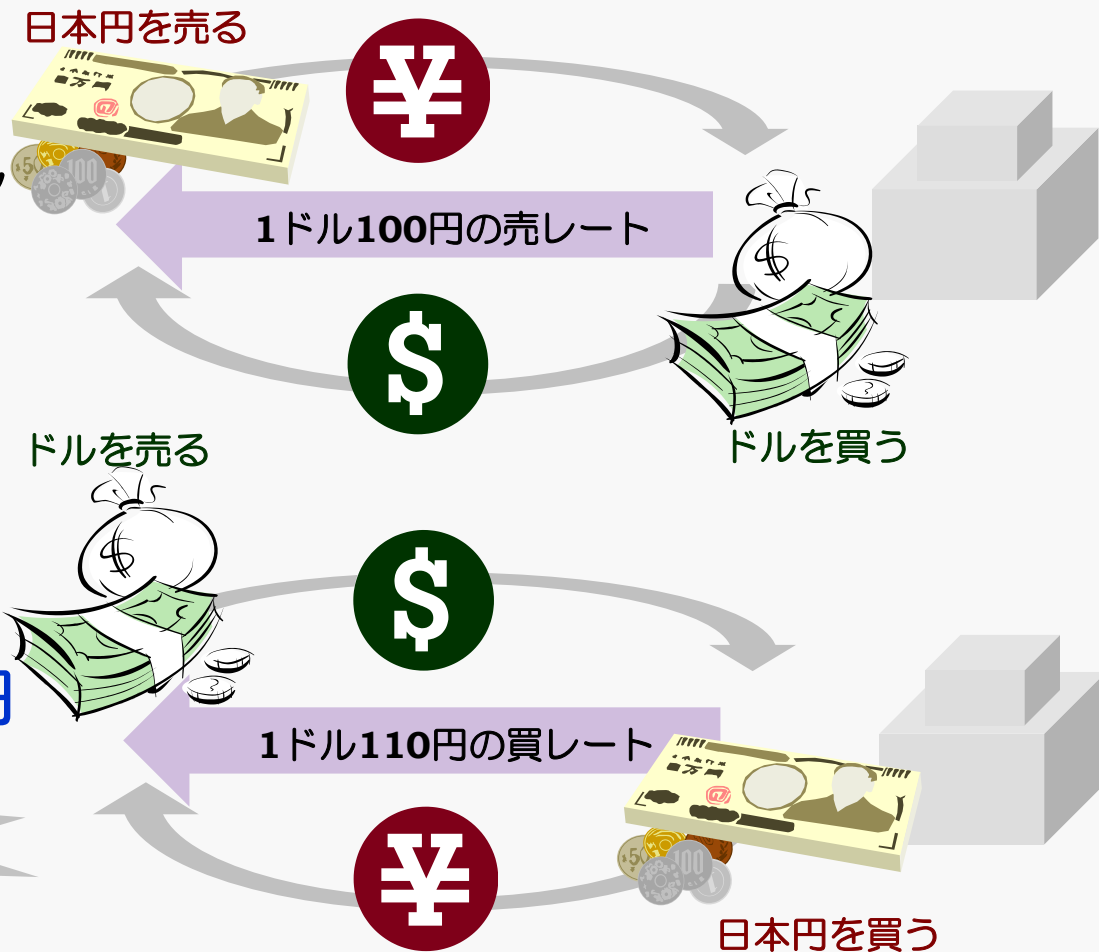 日本円を売る
¥
1ドル100円の売レート
$
ドルを売る
ドルを買う
$
円
1ドル110円の買レート
¥
日本円を買う